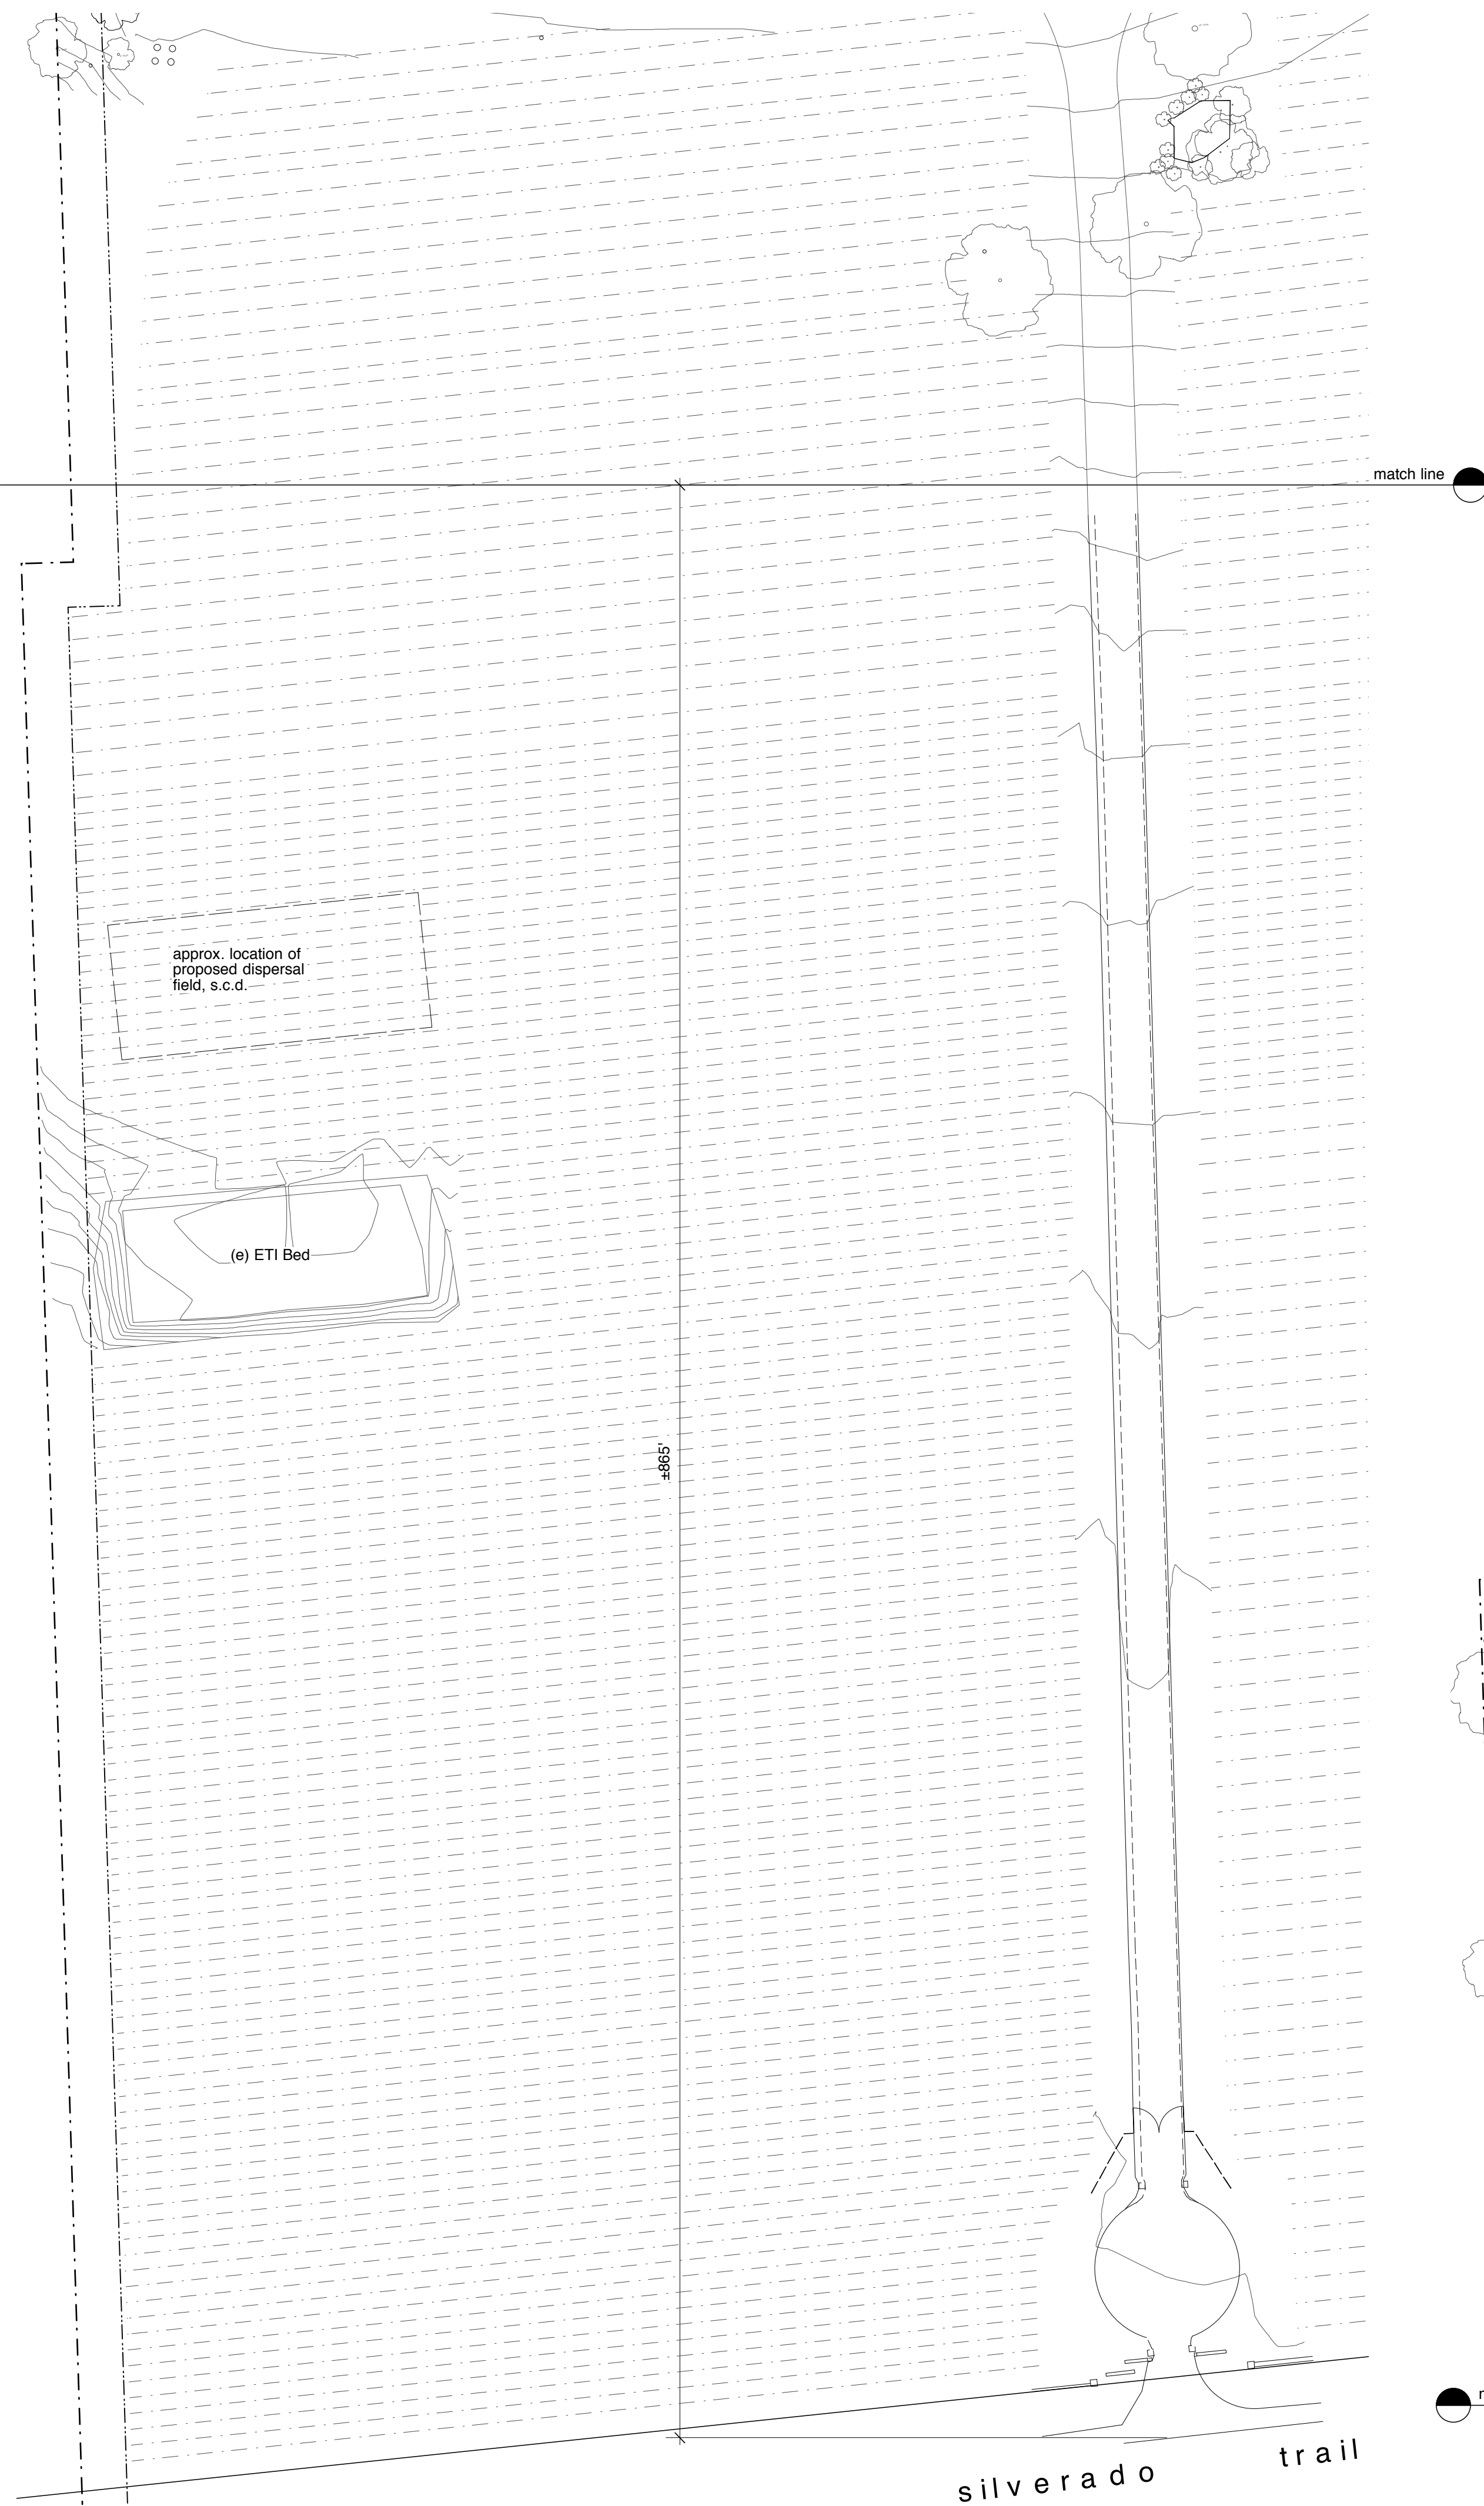 match line
approx. location of
proposed dispersal
field, s.c.d.
(e) ETI Bed
±865'
silverado trail